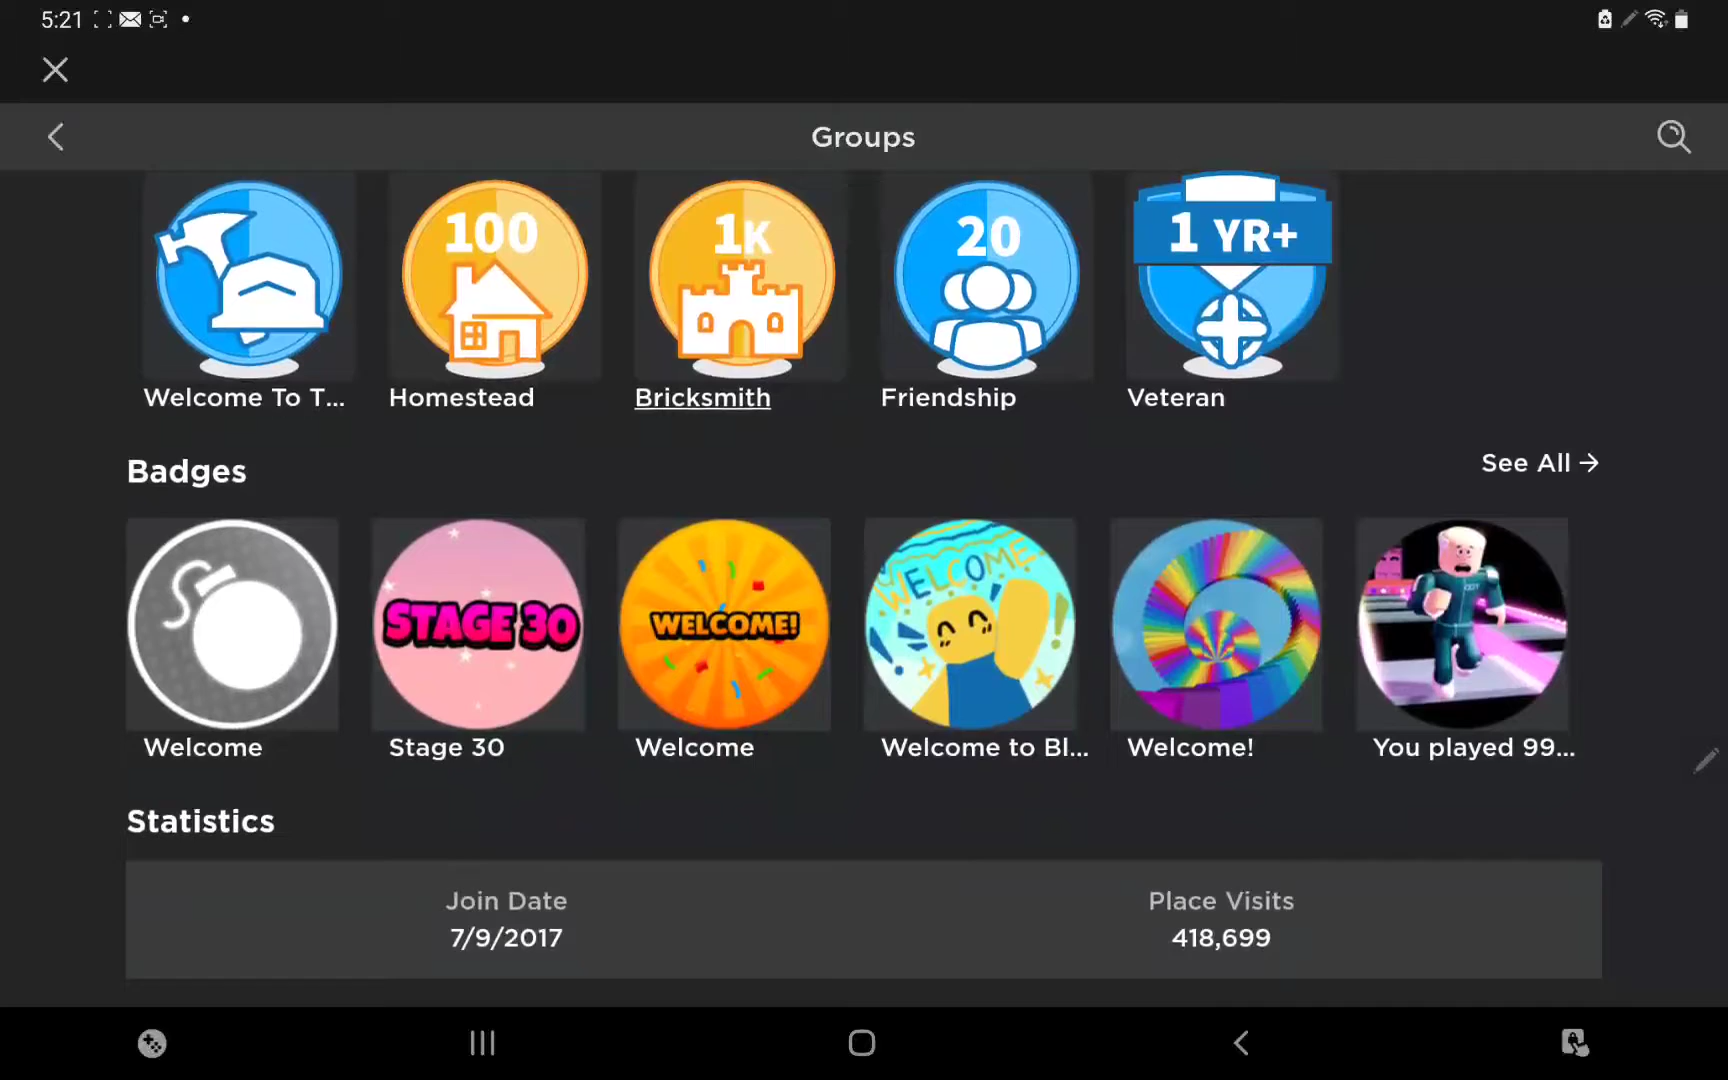 5:21
Groups
100
1K
20
1 YR+
Welcome To T...
Homestead
Bricksmith
Friendship
Veteran
Badges
See All →
STAGE 30
WELCOME!
WELCOME
Welcome
Stage 30
Welcome
Welcome to Bl...
Welcome!
You played 99...
Statistics
Join Date
Place Visits
7/9/2017
418,699